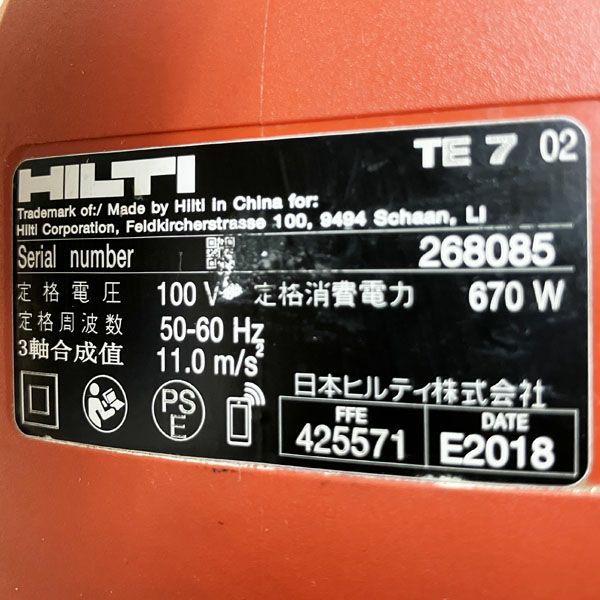 HILTI
TE 7 02
Trademark of:/ Made by Hilti in China for:
Hilti Corporation, Feldkircherstrasse 100, 9494 Schaan, LI
Serial number 268085
定格電圧 100 V~ 定格消費電力 670 W
定格周波数 50-60 Hz
3軸合成値 11.0 m/s²
日本ヒルティ株式会社
PS
E
FFE DATE
425571 E2018